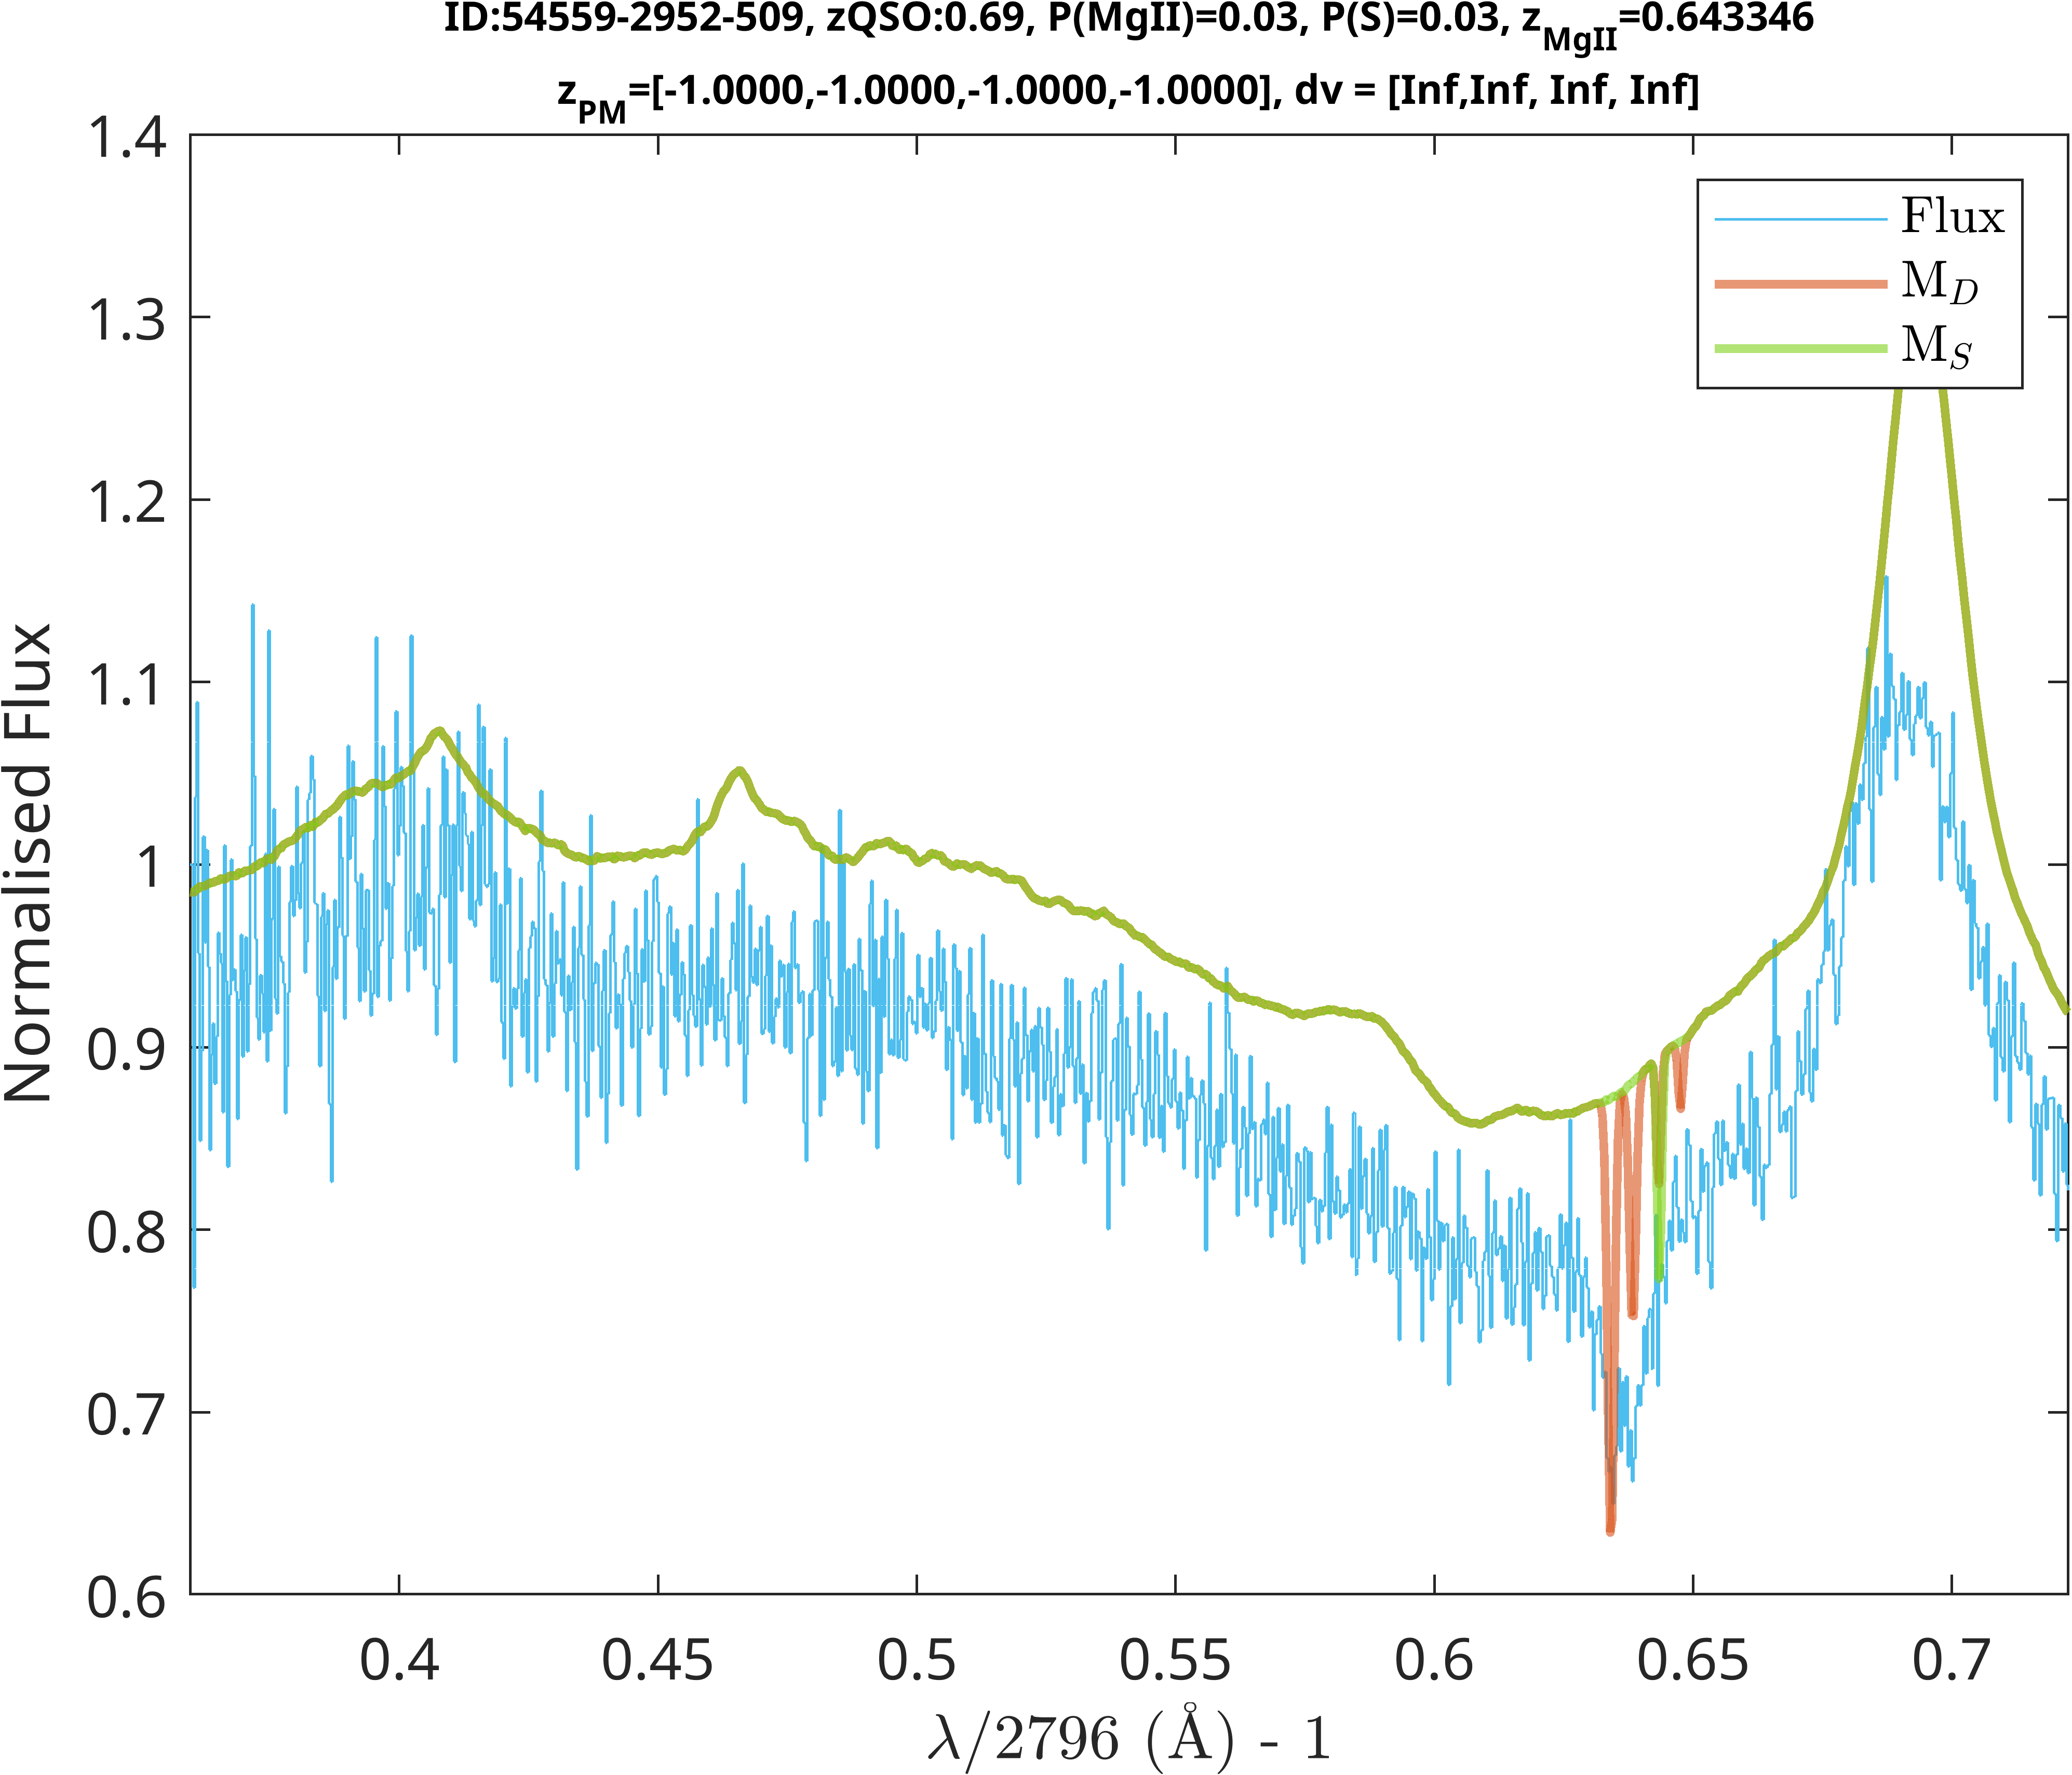 ID:54559-2952-509, zQSO:0.69, P(MgII)=0.03, P(S)=0.03, zMgII=0.643346
zPM=[-1.0000,-1.0000,-1.0000,-1.0000], dv = [Inf,Inf, Inf, Inf]
1.4
1.3
1.2
1.1
1
0.9
0.8
0.7
0.6
Normalised Flux
Flux
MD
MS
0.4 0.45 0.5 0.55 0.6 0.65 0.7
λ/2796 (Å) - 1